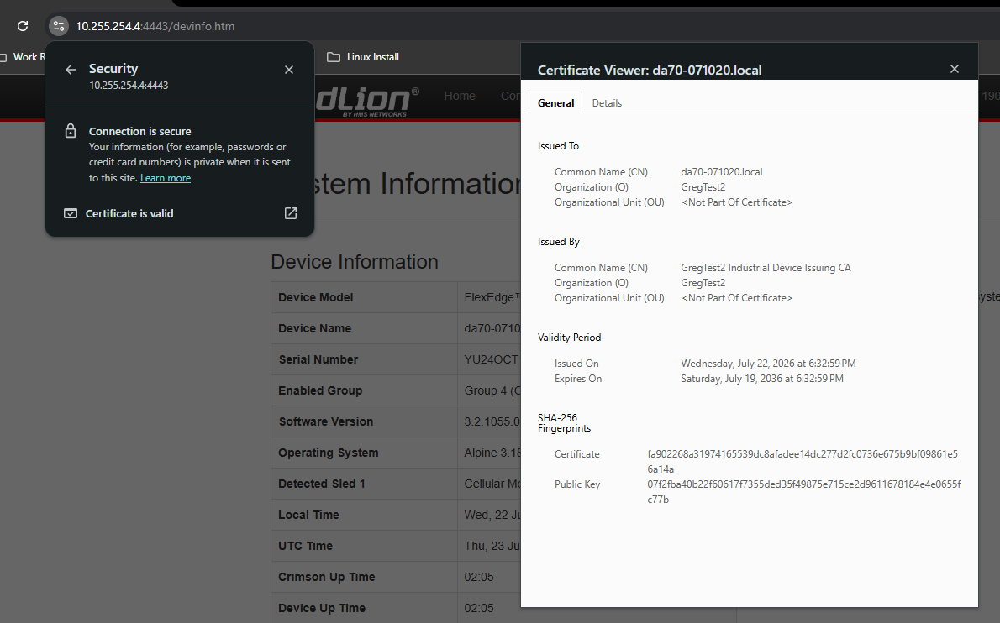 10.255.254.4:4443/devinfo.htm
Work
Linux Install
Security
10.255.254.4:4443
Connection is secure
Your information (for example, passwords or
credit card numbers) is private when it is sent
to this site. Learn more
Certificate is valid
dLion®
BY HMS NETWORKS
Home
stem Information
Device Information
Device Model FlexEdge™
Device Name da70-0710
Serial Number YU24OCT
Enabled Group Group 4 (
Software Version 3.2.1055.0
Operating System Alpine 3.18
Detected Sled 1 Cellular
Local Time Wed, 22
UTC Time Thu, 23
Crimson Up Time 02:05
Device Up Time 02:05
Certificate Viewer: da70-071020.local
General
Details
Issued To
Common Name (CN) da70-071020.local
Organization (O) GregTest2
Organizational Unit (OU) <Not Part Of Certificate>
Issued By
Common Name (CN) GregTest2 Industrial Device Issuing CA
Organization (O) GregTest2
Organizational Unit (OU) <Not Part Of Certificate>
Validity Period
Issued On Wednesday, July 22, 2026 at 6:32:59 PM
Expires On Saturday, July 19, 2036 at 6:32:59 PM
SHA-256
Fingerprints
Certificate fa902268a31974165539dc8afadee14dc277d2fc0736e675b9bf09861e5
6a14a
Public Key 07f2fba40b22f60617f7355ded35f49875e715ce2d9611678184e4e0655f
c77b